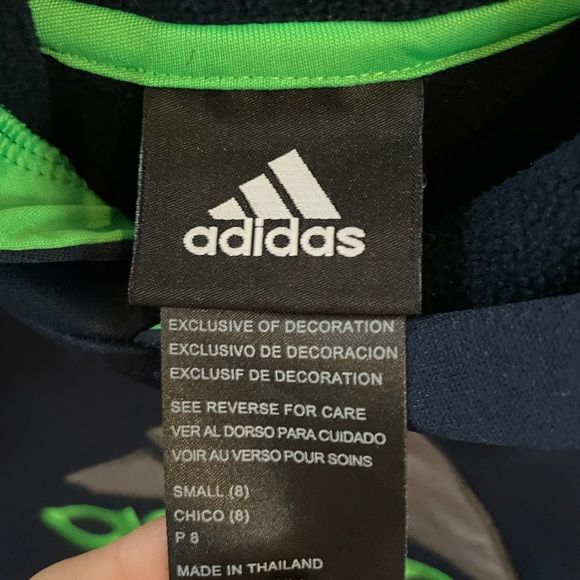 adidas
EXCLUSIVE OF DECORATION
EXCLUSIVO DE DECORACION
EXCLUSIF DE DECORATION
SEE REVERSE FOR CARE
VER AL DORSO PARA CUIDADO
VOIR AU VERSO POUR SOINS
SMALL (8)
CHICO (8)
P 8
MADE IN THAILAND